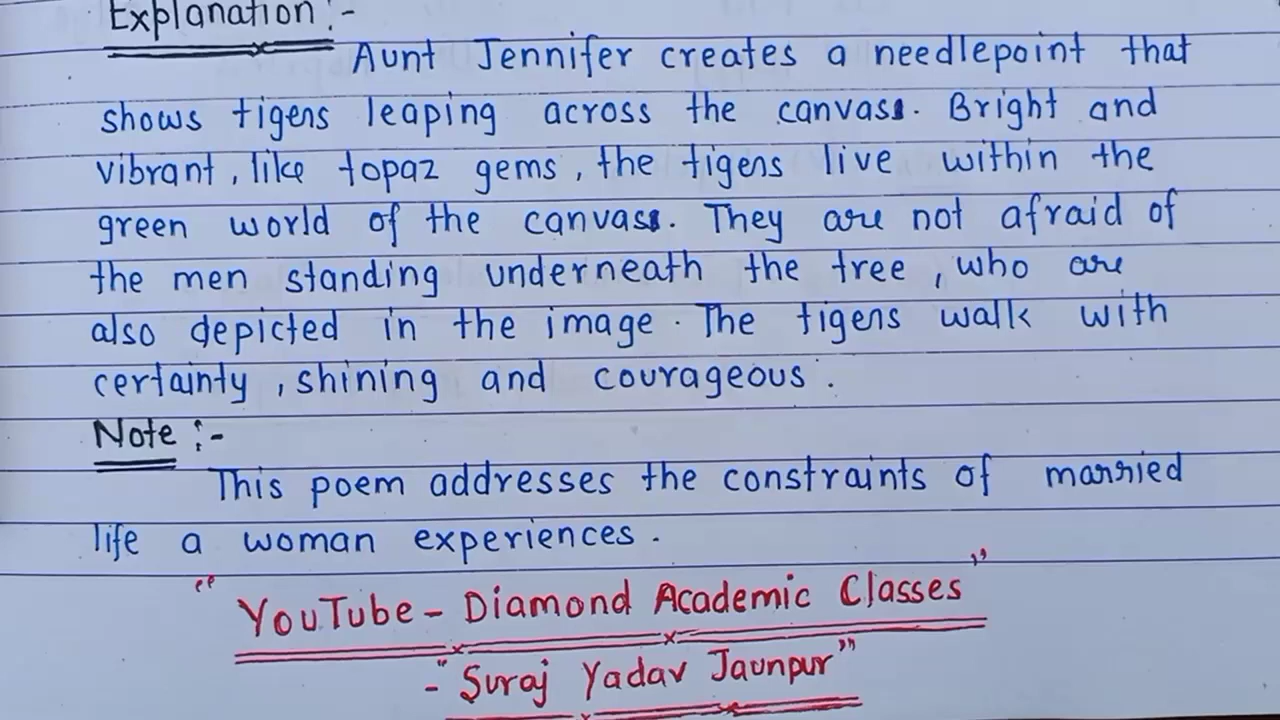 Explanation :-
Aunt Jennifer creates a needlepoint that
shows tigers leaping across the canvass. Bright and
vibrant, like topaz gems, the tigers live within the
green world of the canvass. They are not afraid of
the men standing underneath the tree, who are
also depicted in the image. The tigers walk with
certainty, shining and courageous.
Note :-
This poem addresses the constraints of married
life a woman experiences.
"YouTube - Diamond Academic Classes"
- "Suraj Yadav Jaunpur"